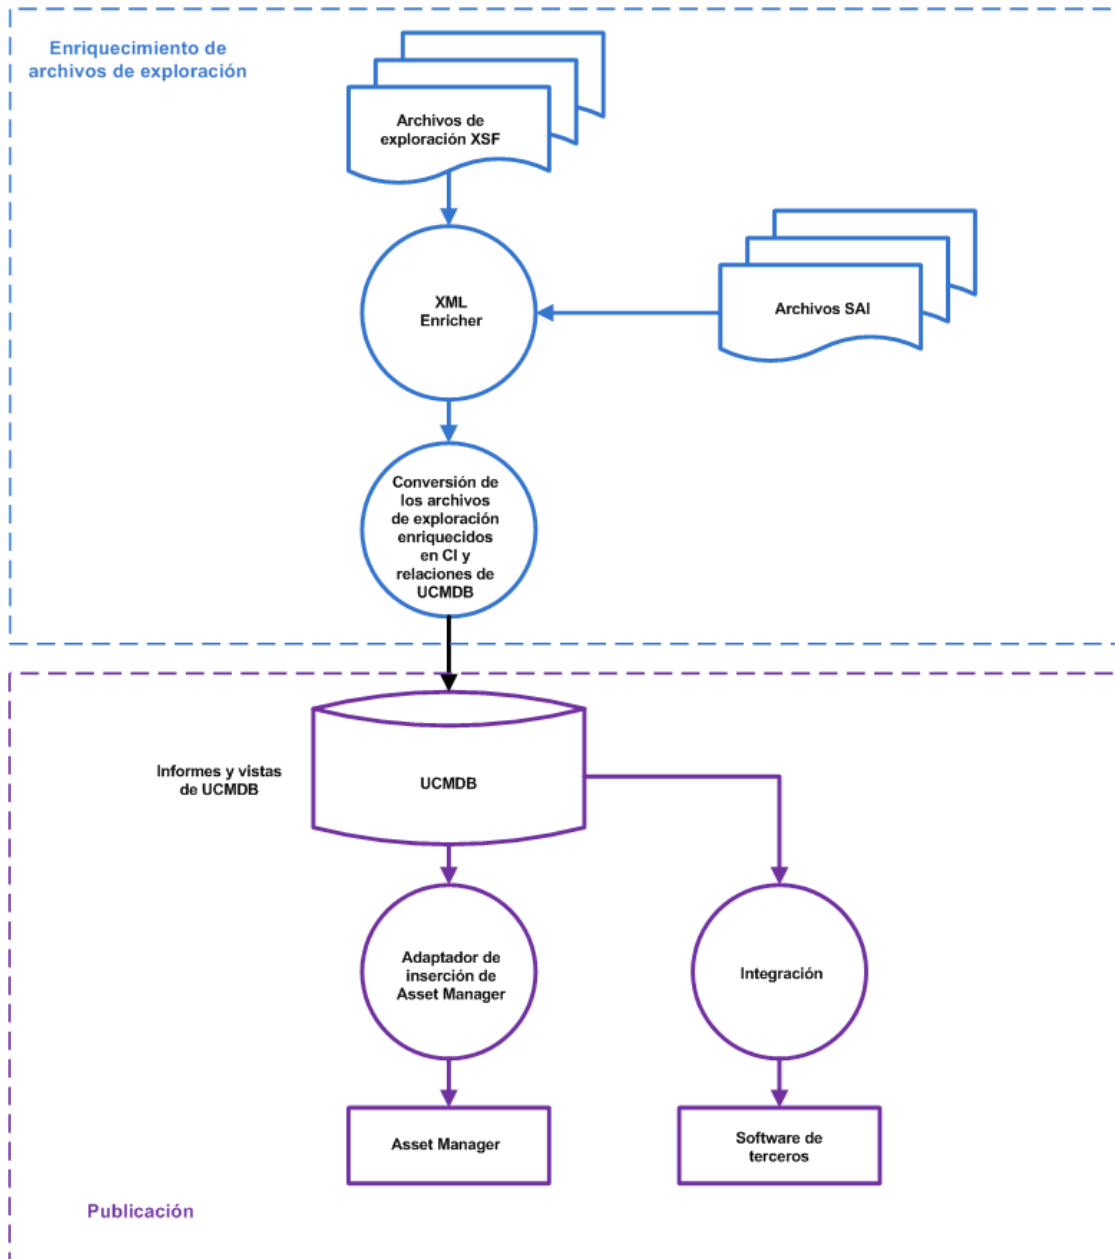 Enriquecimiento de
archivos de exploración
Archivos de
exploración XSF
XML
Enricher
Archivos SAI
Conversión de
los archivos
de exploración
enriquecidos
en CI y
relaciones de
UCMDB
Informes y vistas
de UCMDB
UCMDB
Adaptador de
inserción de
Asset Manager
Integración
Asset Manager
Software de
terceros
Publicación